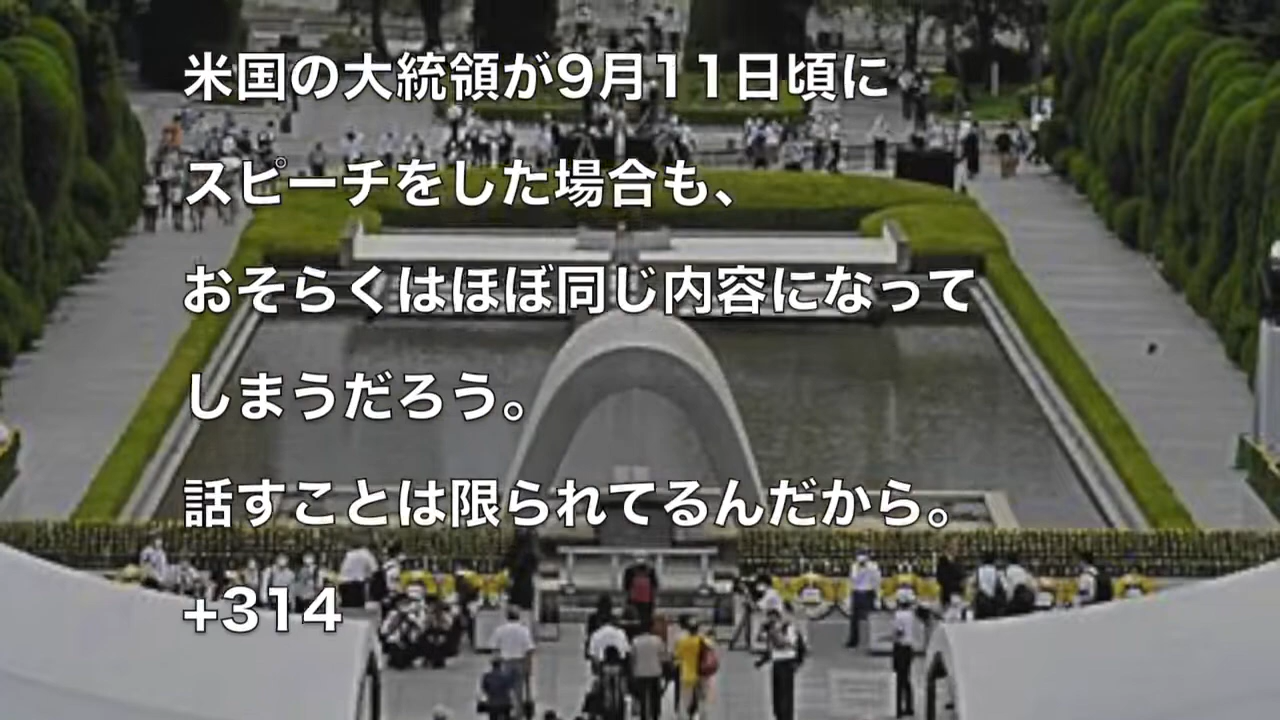 米国の大統領が9月11日頃に
スピーチをした場合も、
おそらくはほぼ同じ内容になって
しまうだろう。
話すことは限られてるんだから。
+314